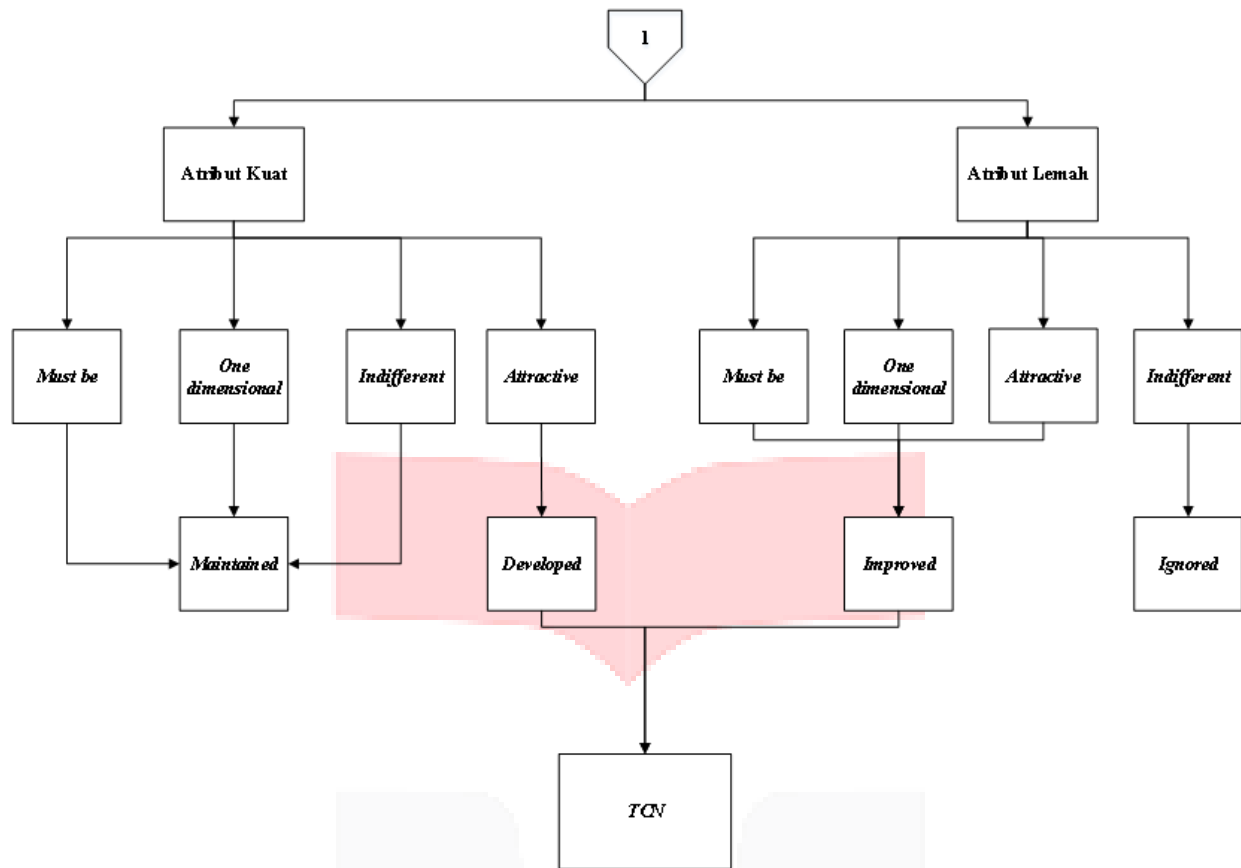 1
Atribut Kuat
Atribut Lemah
Must be
One
dimensional
Indifferent
Attractive
Must be
One
dimensional
Attractive
Indifferent
Maintained
Developed
Improved
Ignored
TCN